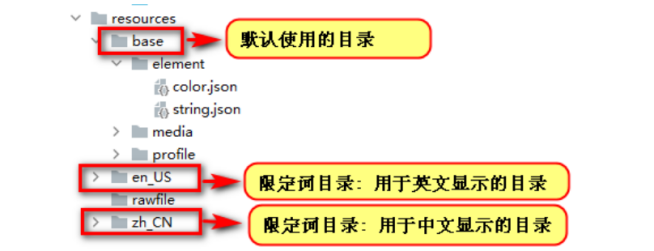 resources
base
默认使用的目录
element
color.json
string.json
media
profile
en_US
限定词目录：用于英文显示的目录
rawfile
zh_CN
限定词目录：用于中文显示的目录